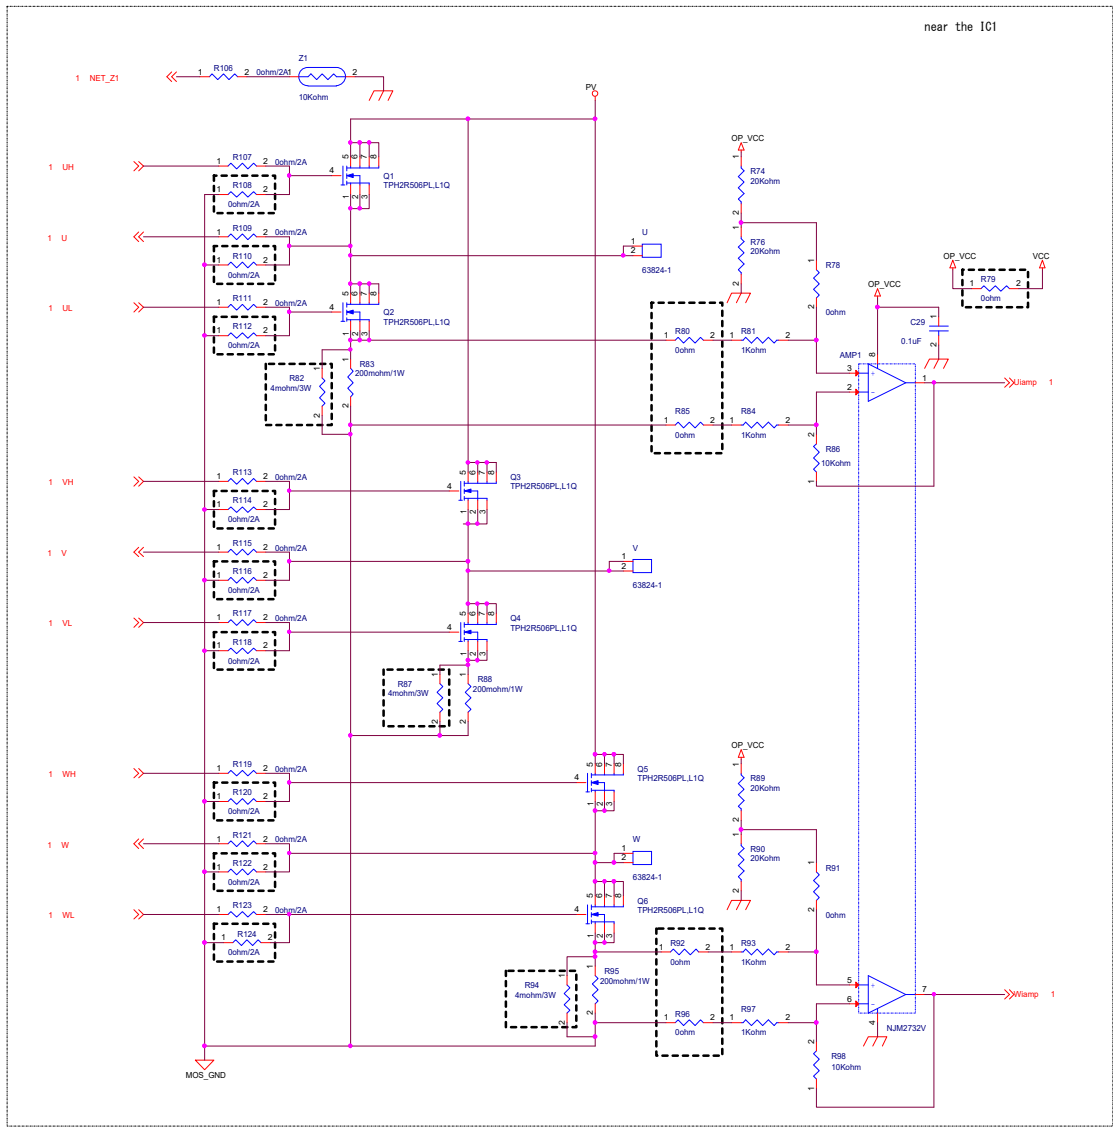 near the IC1
Z1
1 NET_Z1
1 R106 2 0ohm/2A 1 2
10Kohm
PV
OP_VCC
1 UH
1 R107 2 0ohm/2A
1 R108 2
0ohm/2A
4
5 6 7 8
1 2 3
Q1
TPH2R506PL,L1Q
1
R74
20Kohm
2
1 U
1 R109 2 0ohm/2A
1 R110 2
0ohm/2A
U
1
2
63824-1
1
R76
20Kohm
2
1
R78
2
0ohm
OP_VCC
VCC
1 R79 2
0ohm
1 UL
1 R111 2 0ohm/2A
1 R112 2
0ohm/2A
4
5 6 7 8
1 2 3
Q2
TPH2R506PL,L1Q
OP_VCC
C29
0.1uF
1
2
1 R80 2
0ohm
1 R81 2
1Kohm
1
R82
4mohm/3W
2
1
R83
200mohm/1W
2
AMP1
8
3
2
+
−
1
Uiamp 1
1 R85 2
0ohm
1 R84 2
1Kohm
2
R86
10Kohm
1
1 VH
1 R113 2 0ohm/2A
1 R114 2
0ohm/2A
4
5 6 7 8
1 2 3
Q3
TPH2R506PL,L1Q
1 V
1 R115 2 0ohm/2A
1 R116 2
0ohm/2A
V
1
2
63824-1
1 VL
1 R117 2 0ohm/2A
1 R118 2
0ohm/2A
4
5 6 7 8
1 2 3
Q4
TPH2R506PL,L1Q
1
R87
4mohm/3W
2
1
R88
200mohm/1W
2
OP_VCC
1 WH
1 R119 2 0ohm/2A
1 R120 2
0ohm/2A
4
5 6 7 8
1 2 3
Q5
TPH2R506PL,L1Q
1
R89
20Kohm
2
1 W
1 R121 2 0ohm/2A
1 R122 2
0ohm/2A
W
1
2
63824-1
1
R90
20Kohm
2
1
R91
2
0ohm
1 WL
1 R123 2 0ohm/2A
1 R124 2
0ohm/2A
4
5 6 7 8
1 2 3
Q6
TPH2R506PL,L1Q
1 R92 2
0ohm
1 R93 2
1Kohm
1
R94
4mohm/3W
2
1
R95
200mohm/1W
2
5
6
+
−
7
4
NJM2732V
Wiamp 1
1 R96 2
0ohm
1 R97 2
1Kohm
2
R98
10Kohm
1
MOS_GND